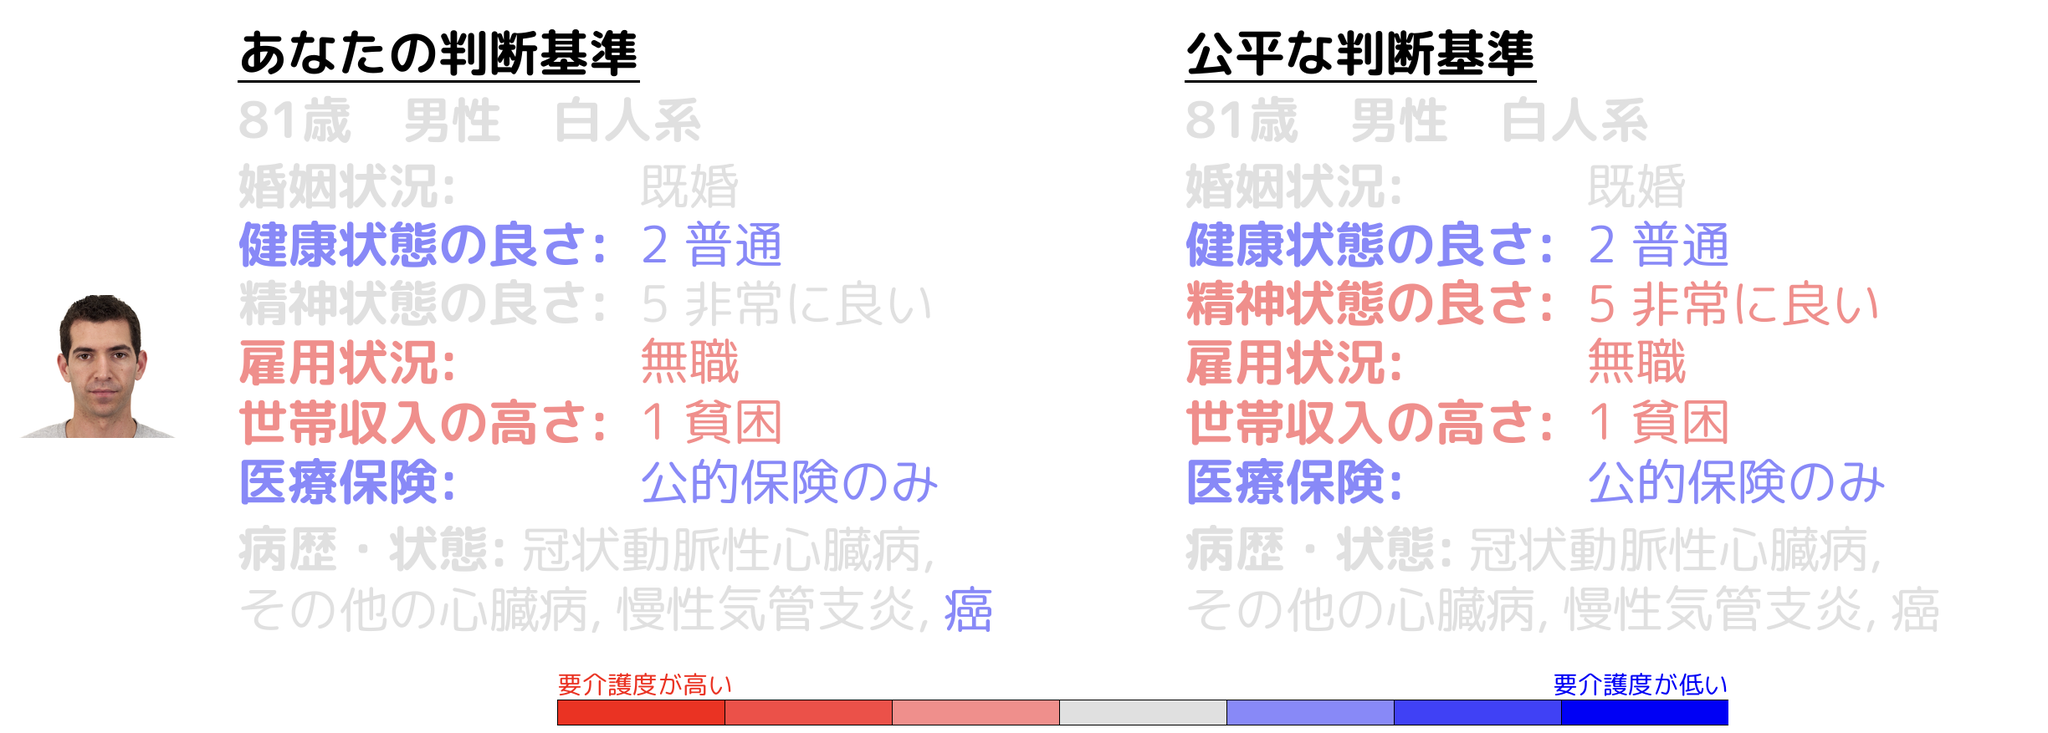 あなたの判断基準
81歳 男性 白人系
婚姻状況: 既婚
健康状態の良さ: 2 普通
精神状態の良さ: 5 非常に良い
雇用状況: 無職
世帯収入の高さ: 1 貧困
医療保険: 公的保険のみ
病歴・状態: 冠状動脈性心臓病,
その他の心臓病, 慢性気管支炎, 癌
公平な判断基準
81歳 男性 白人系
婚姻状況: 既婚
健康状態の良さ: 2 普通
精神状態の良さ: 5 非常に良い
雇用状況: 無職
世帯収入の高さ: 1 貧困
医療保険: 公的保険のみ
病歴・状態: 冠状動脈性心臓病,
その他の心臓病, 慢性気管支炎, 癌
要介護度が高い
要介護度が低い